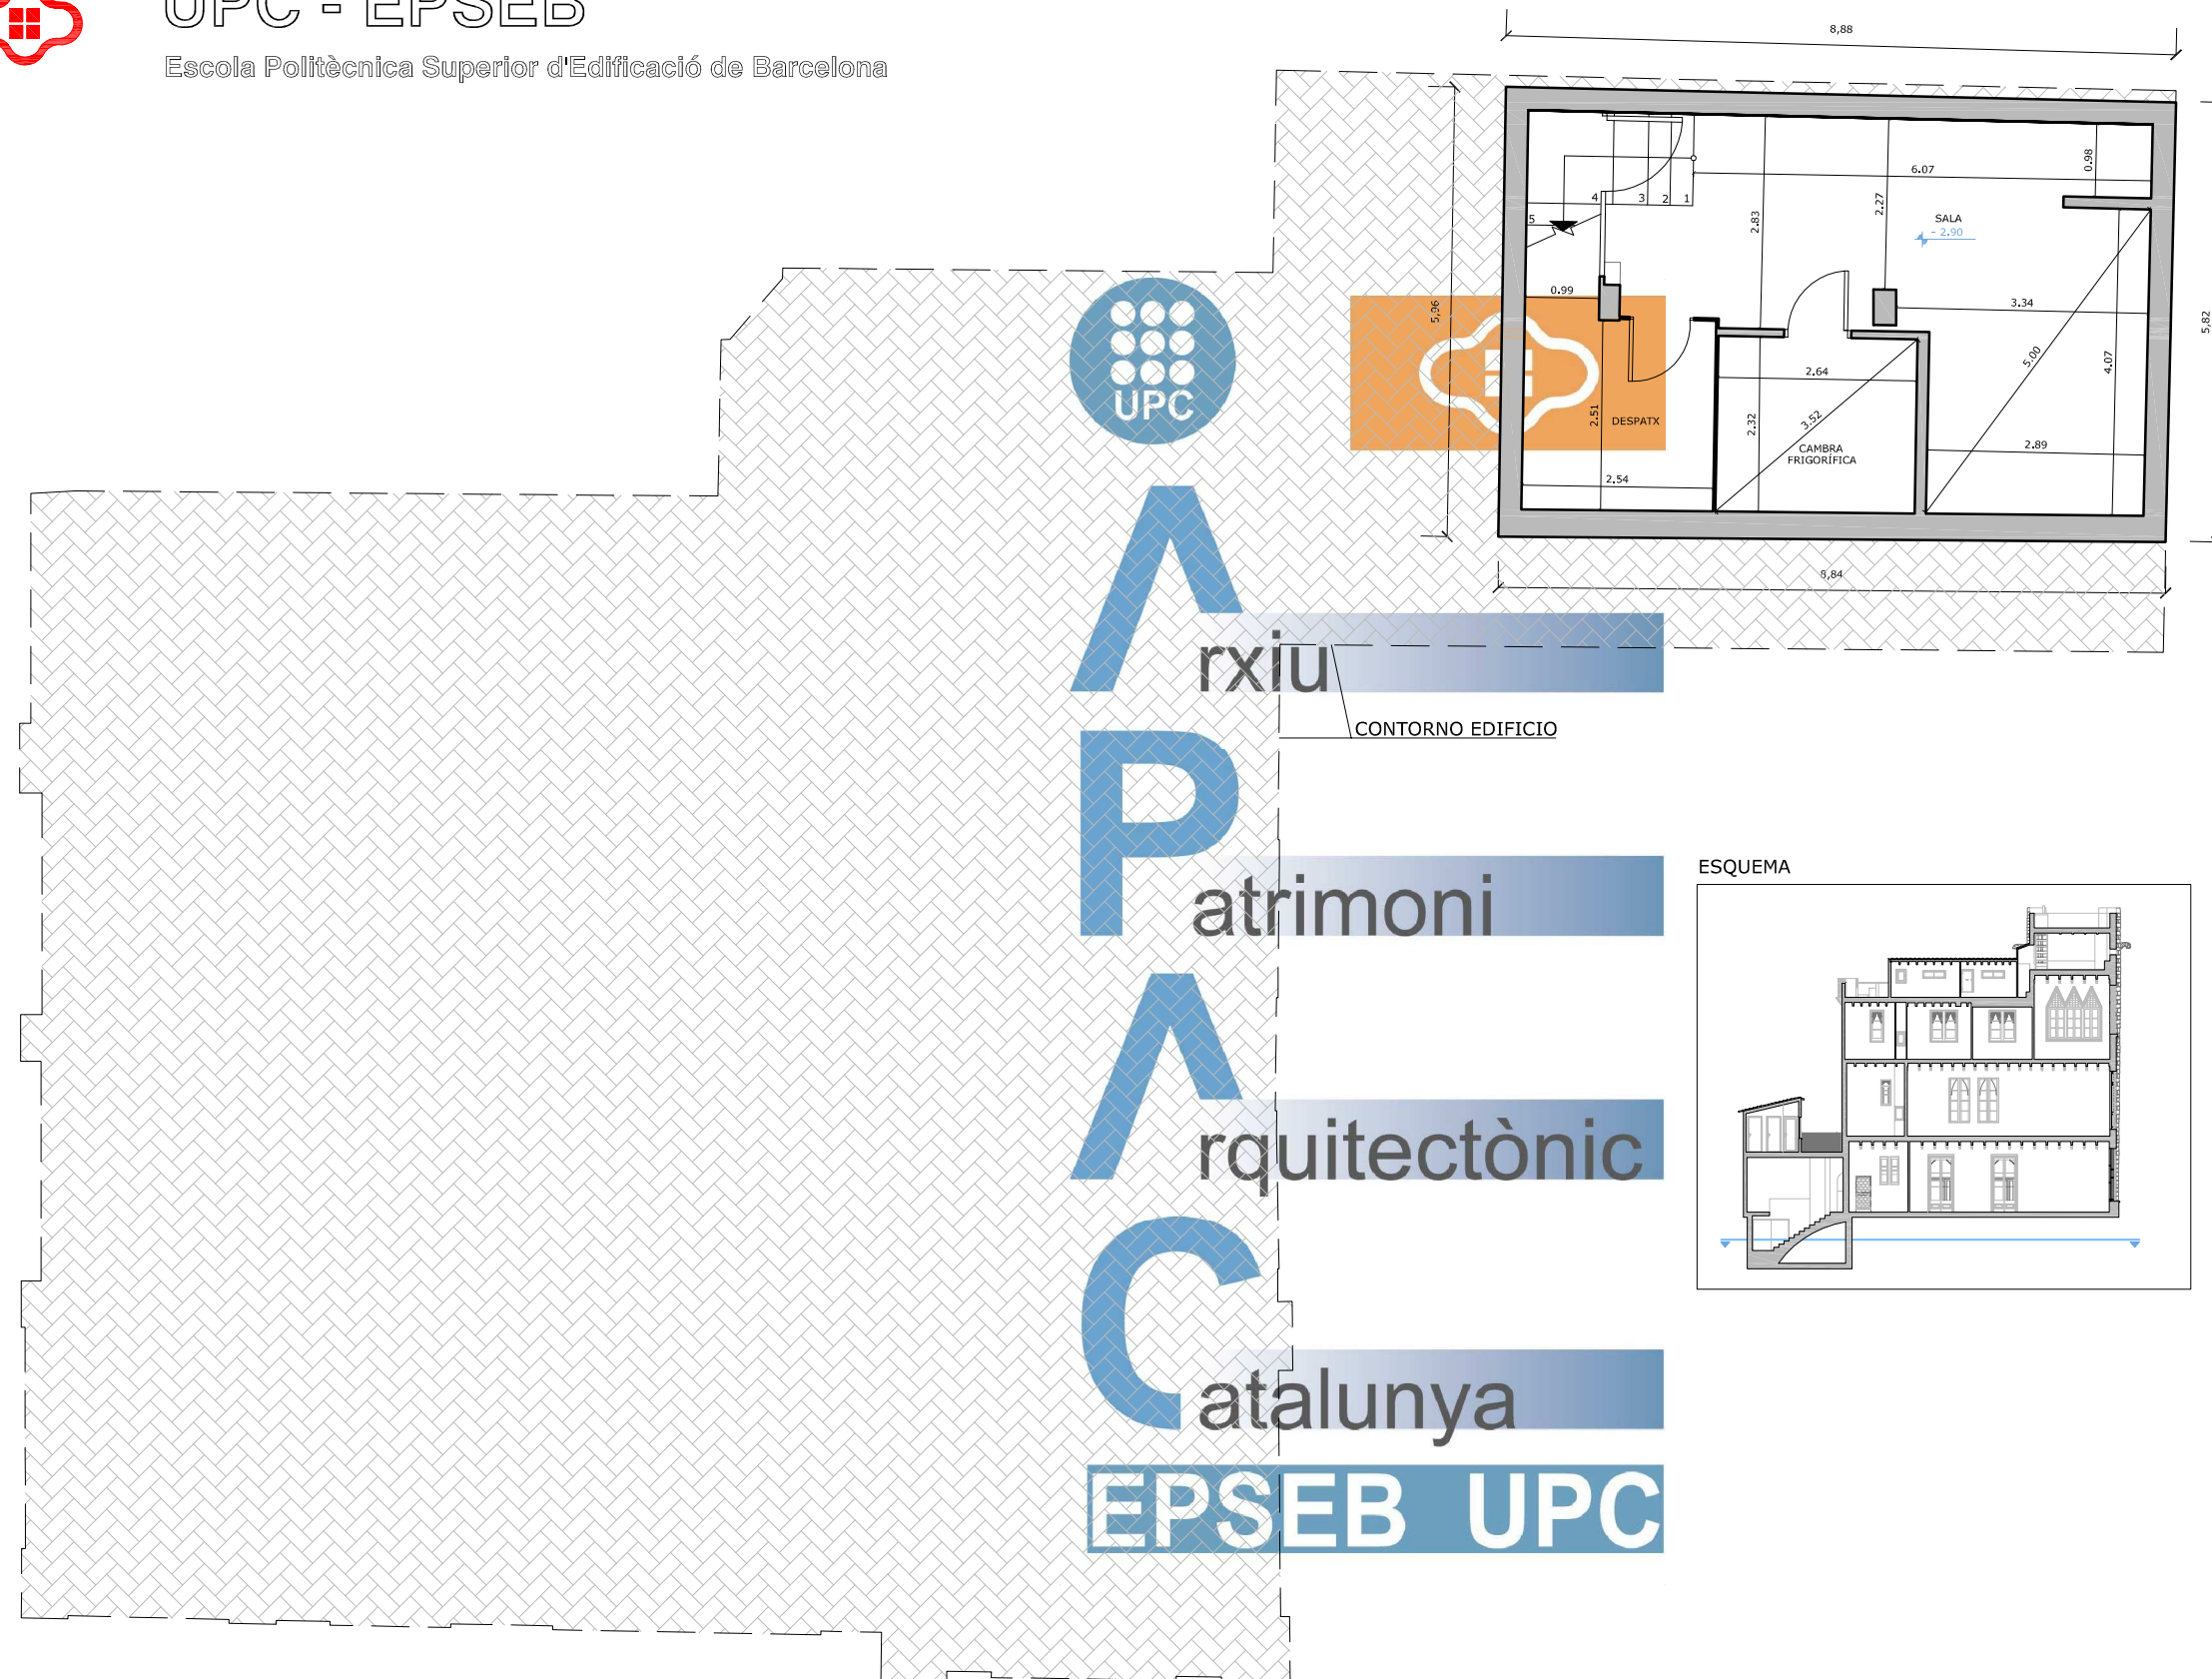 UPC - EPSEB
Escola Politècnica Superior d'Edificació de Barcelona
8,88
5,96
5,82
8,84
6.07
0.98
2.83
2.27
SALA
- 2.90
4
3
2
1
5
0.99
3.34
5.00
4.07
2.64
2.51
DESPATX
2.32
3.52
CAMBRA
FRIGORÍFICA
2.89
2.54
UPC
Arxiu
CONTORNO EDIFICIO
Patrimoni
Arquitectònic
Catalunya
EPSEB UPC
ESQUEMA